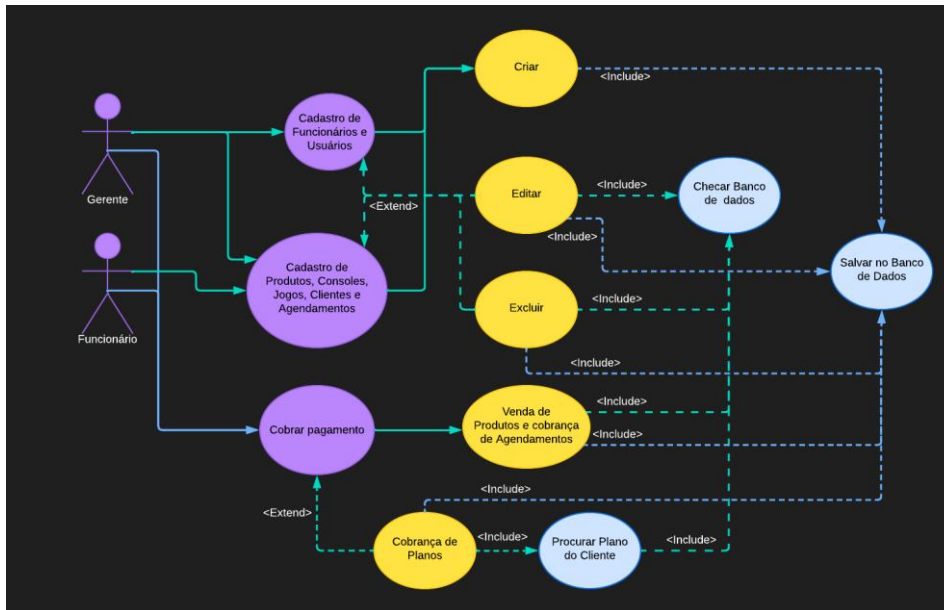 Criar
<Include>
Gerente
Cadastro de
Funcionários e
Usuários
Editar
<Include>
Checar Banco
de dados
<Extend>
<Include>
Funcionário
Cadastro de
Produtos, Consoles,
Jogos, Clientes e
Agendamentos
Excluir
<Include>
Salvar no Banco
de Dados
<Include>
Cobrar pagamento
Venda de
Produtos e cobrança
de Agendamentos
<Include>
<Include>
<Include>
<Extend>
Cobrança de
Planos
<Include>
Procurar Plano
do Cliente
<Include>